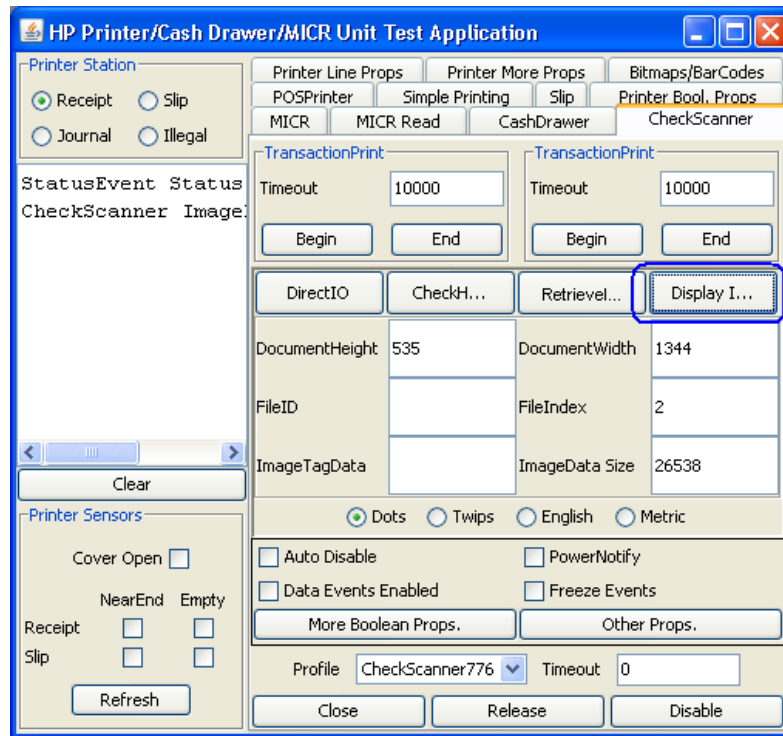 HP Printer/Cash Drawer/MICR Unit Test Application
Printer Station
Receipt Slip
Journal Illegal
StatusEvent Status
CheckScanner Image
Clear
Printer Sensors
Cover Open
NearEnd Empty
Receipt
Slip
Refresh
Printer Line Props Printer More Props Bitmaps/BarCodes
POSPrinter Simple Printing Slip Printer Bool. Props
MICR MICR Read CashDrawer CheckScanner
TransactionPrint TransactionPrint
Timeout 10000 Timeout 10000
Begin End Begin End
DirectIO CheckH... RetrieveI... Display I...
DocumentHeight 535 DocumentWidth 1344
FileID FileIndex 2
ImageTagData ImageData Size 26538
Dots Twips English Metric
Auto Disable PowerNotify
Data Events Enabled Freeze Events
More Boolean Props. Other Props.
Profile CheckScanner776 Timeout 0
Close Release Disable